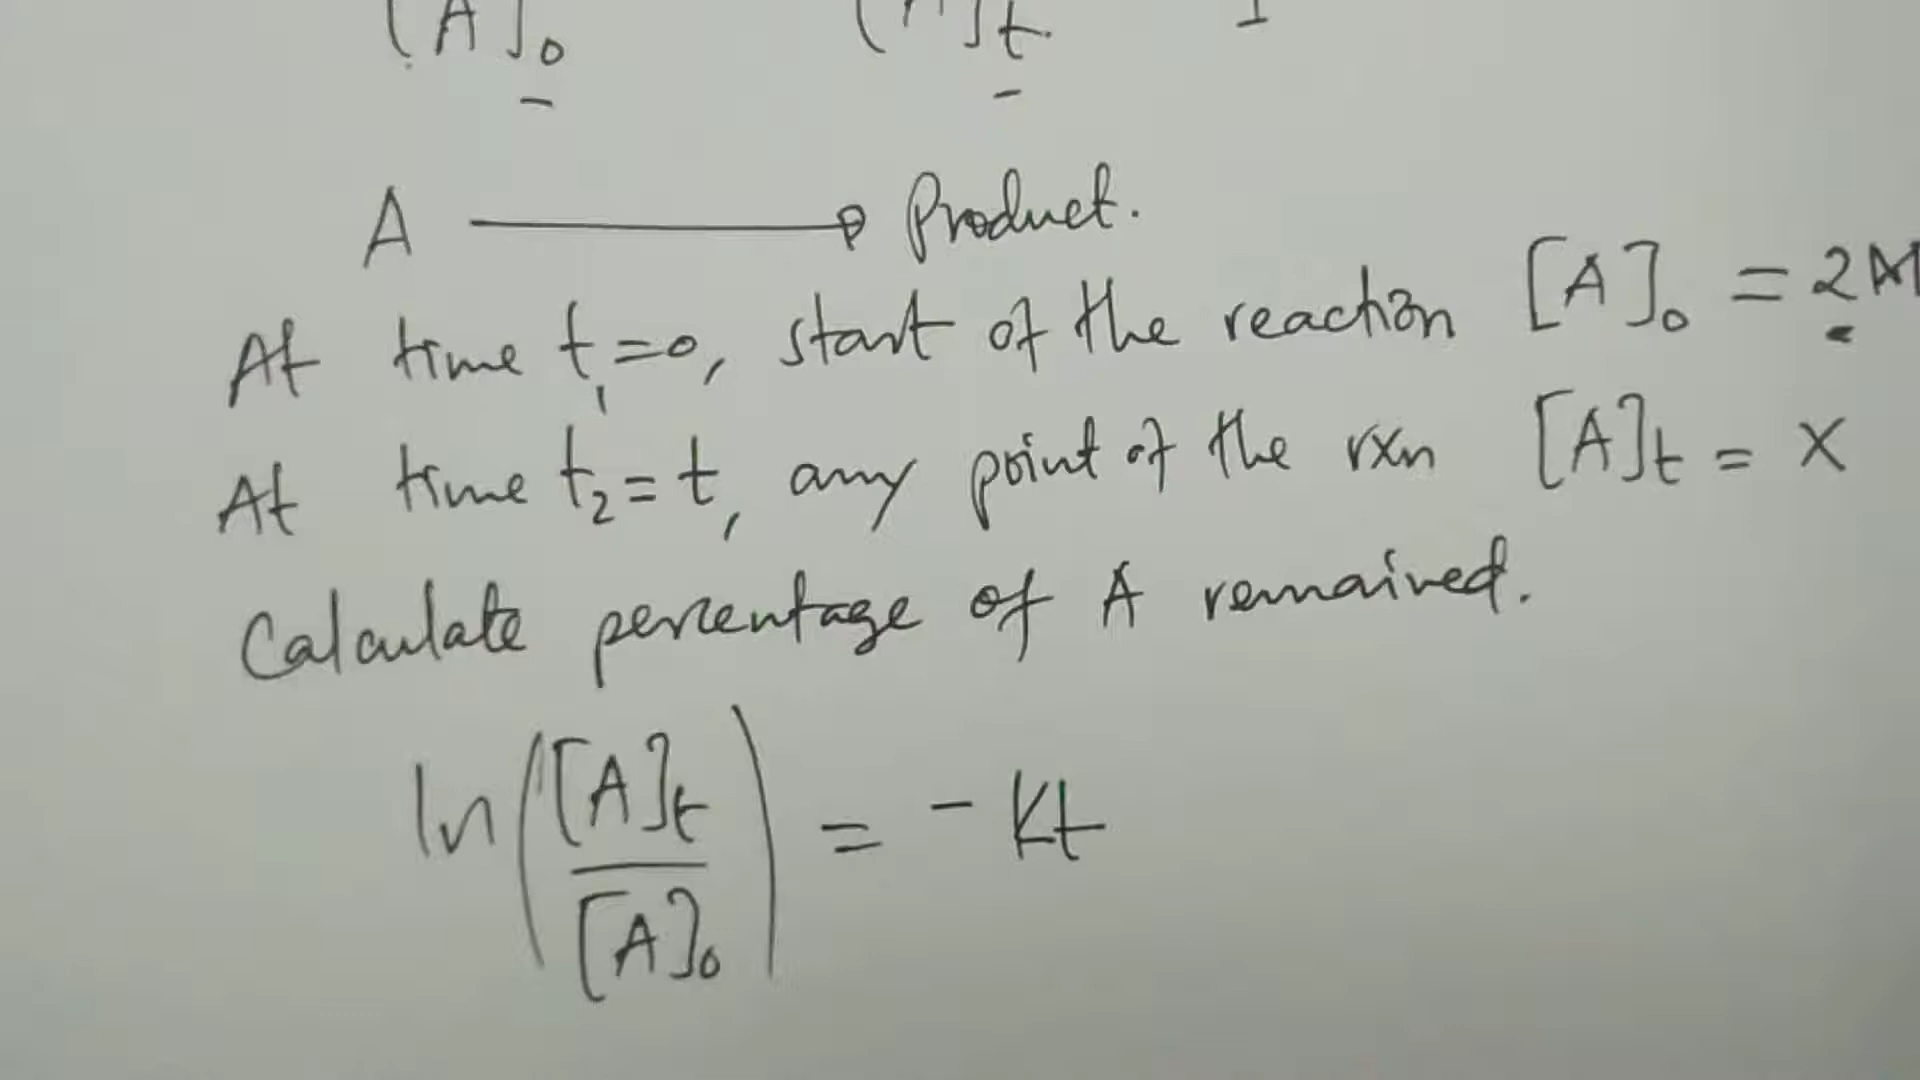 [A]₀ [A]t
A → Product.
At time t₁=0, start of the reaction [A]₀ = 2M
At time t₂=t, any point of the rxn [A]t = X
Calculate percentage of A remained.
ln([A]t/[A]₀) = - Kt